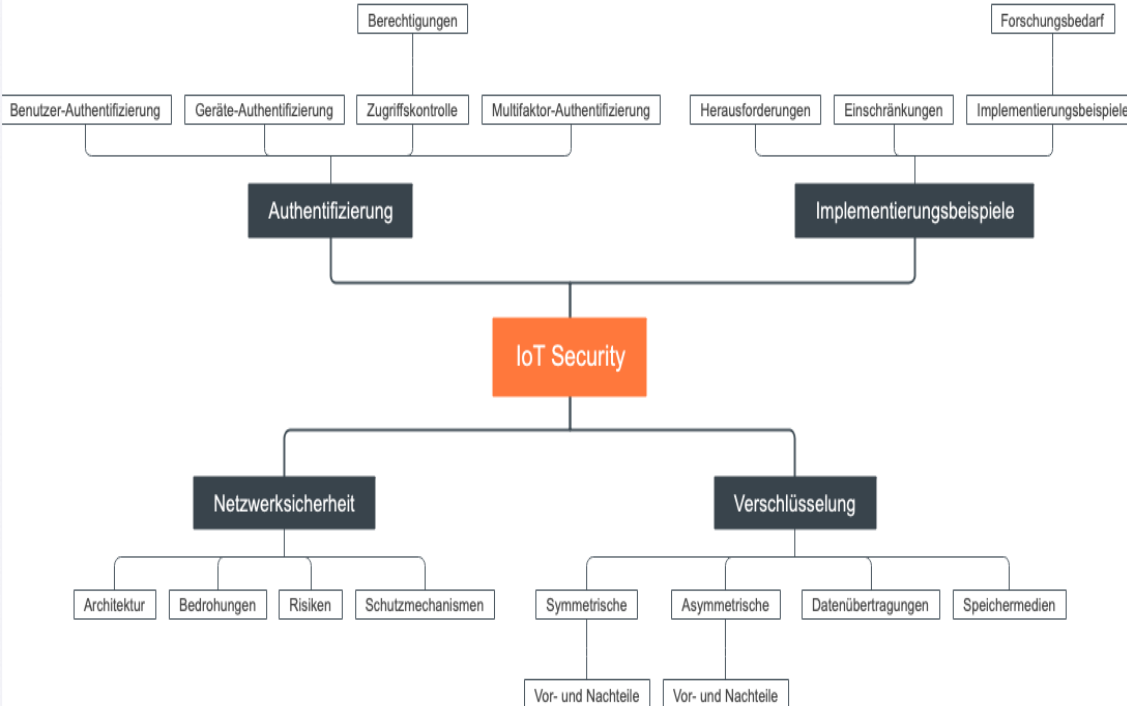 Berechtigungen
Forschungsbedarf
Benutzer-Authentifizierung
Geräte-Authentifizierung
Zugriffskontrolle
Multifaktor-Authentifizierung
Herausforderungen
Einschränkungen
Implementierungsbeispiele
Authentifizierung
Implementierungsbeispiele
IoT Security
Netzwerksicherheit
Verschlüsselung
Architektur
Bedrohungen
Risiken
Schutzmechanismen
Symmetrische
Asymmetrische
Datenübertragungen
Speichermedien
Vor- und Nachteile
Vor- und Nachteile